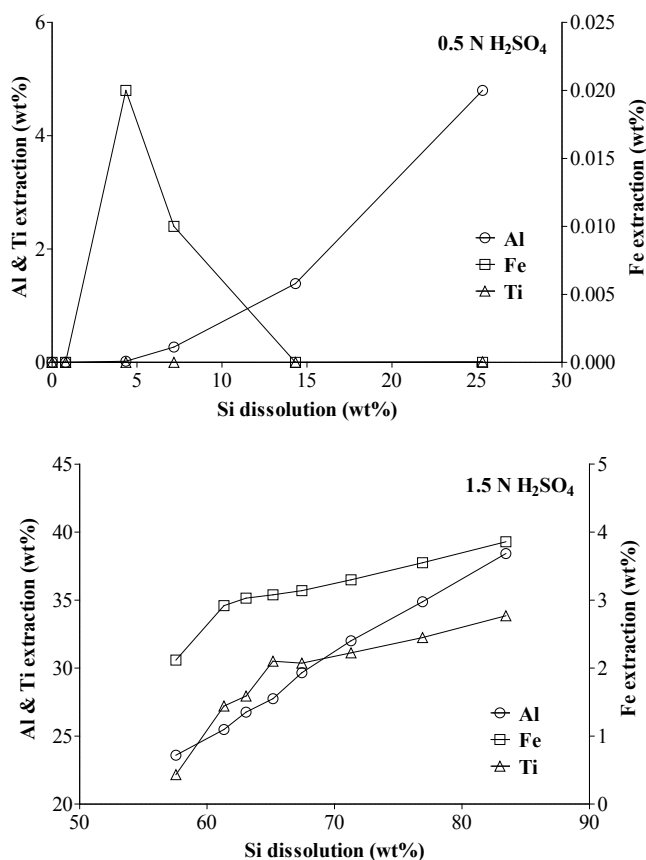 0.5 N H₂SO₄
Al & Ti extraction (wt%)
6
4
2
0
Fe extraction (wt%)
0.025
0.020
0.015
0.010
0.005
0.000
Al
Fe
Ti
0 5 10 15 20 25 30
Si dissolution (wt%)
1.5 N H₂SO₄
Al & Ti extraction (wt%)
45
40
35
30
25
20
Fe extraction (wt%)
5
4
3
2
1
0
Al
Fe
Ti
50 60 70 80 90
Si dissolution (wt%)